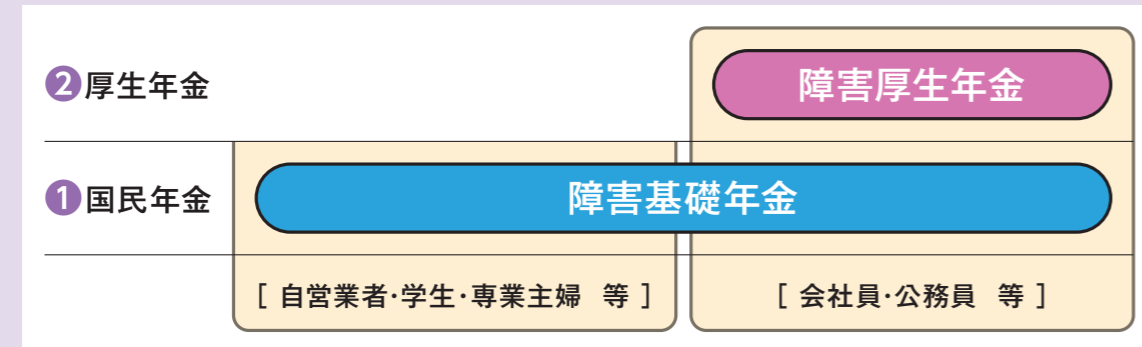 ❷厚生年金
障害厚生年金
❶国民年金
障害基礎年金
[ 自営業者・学生・専業主婦 等 ]
[ 会社員・公務員 等 ]